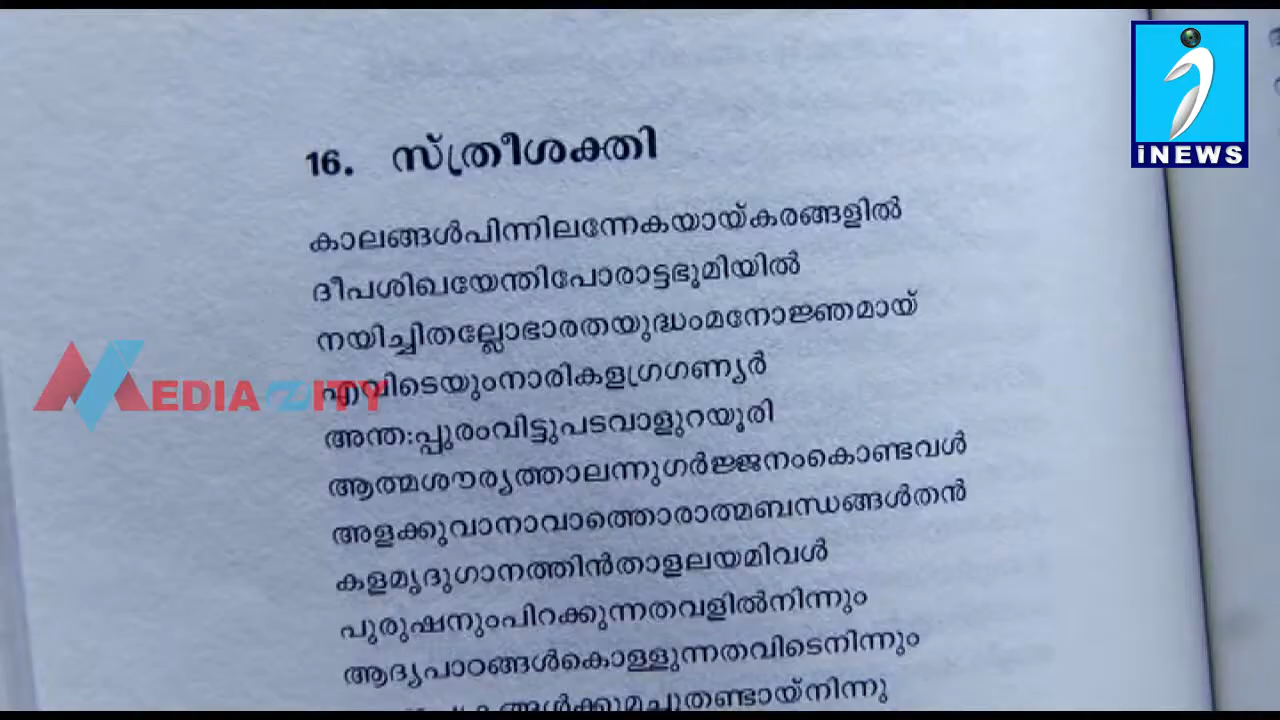 iNEWS
16. സ്ത്രീശക്തി
കാലങ്ങൾപിന്നിലന്നേകയായ്കരങ്ങളിൽ
ദീപശിഖയേന്തിപോരാട്ടഭൂമിയിൽ
നയിച്ചിതല്ലോഭാരതയുദ്ധംമനോജ്ഞമായ്
എവിടെയുംനാരികളഗ്രഗണ്യർ
MEDIA CITY
അന്ത:പ്പുരംവിട്ടുപടവാളുറയൂരി
ആത്മശൗര്യത്താലന്നുഗർജ്ജനംകൊണ്ടവൾ
അളക്കുവാനാവാത്തൊരാത്മബന്ധങ്ങൾതൻ
കളമൃദുഗാനത്തിൻതാളലയമിവൾ
പുരുഷനുംപിറക്കുന്നതവളിൽനിന്നും
ആദ്യപാഠങ്ങൾകൊള്ളുന്നതവിടെനിന്നും